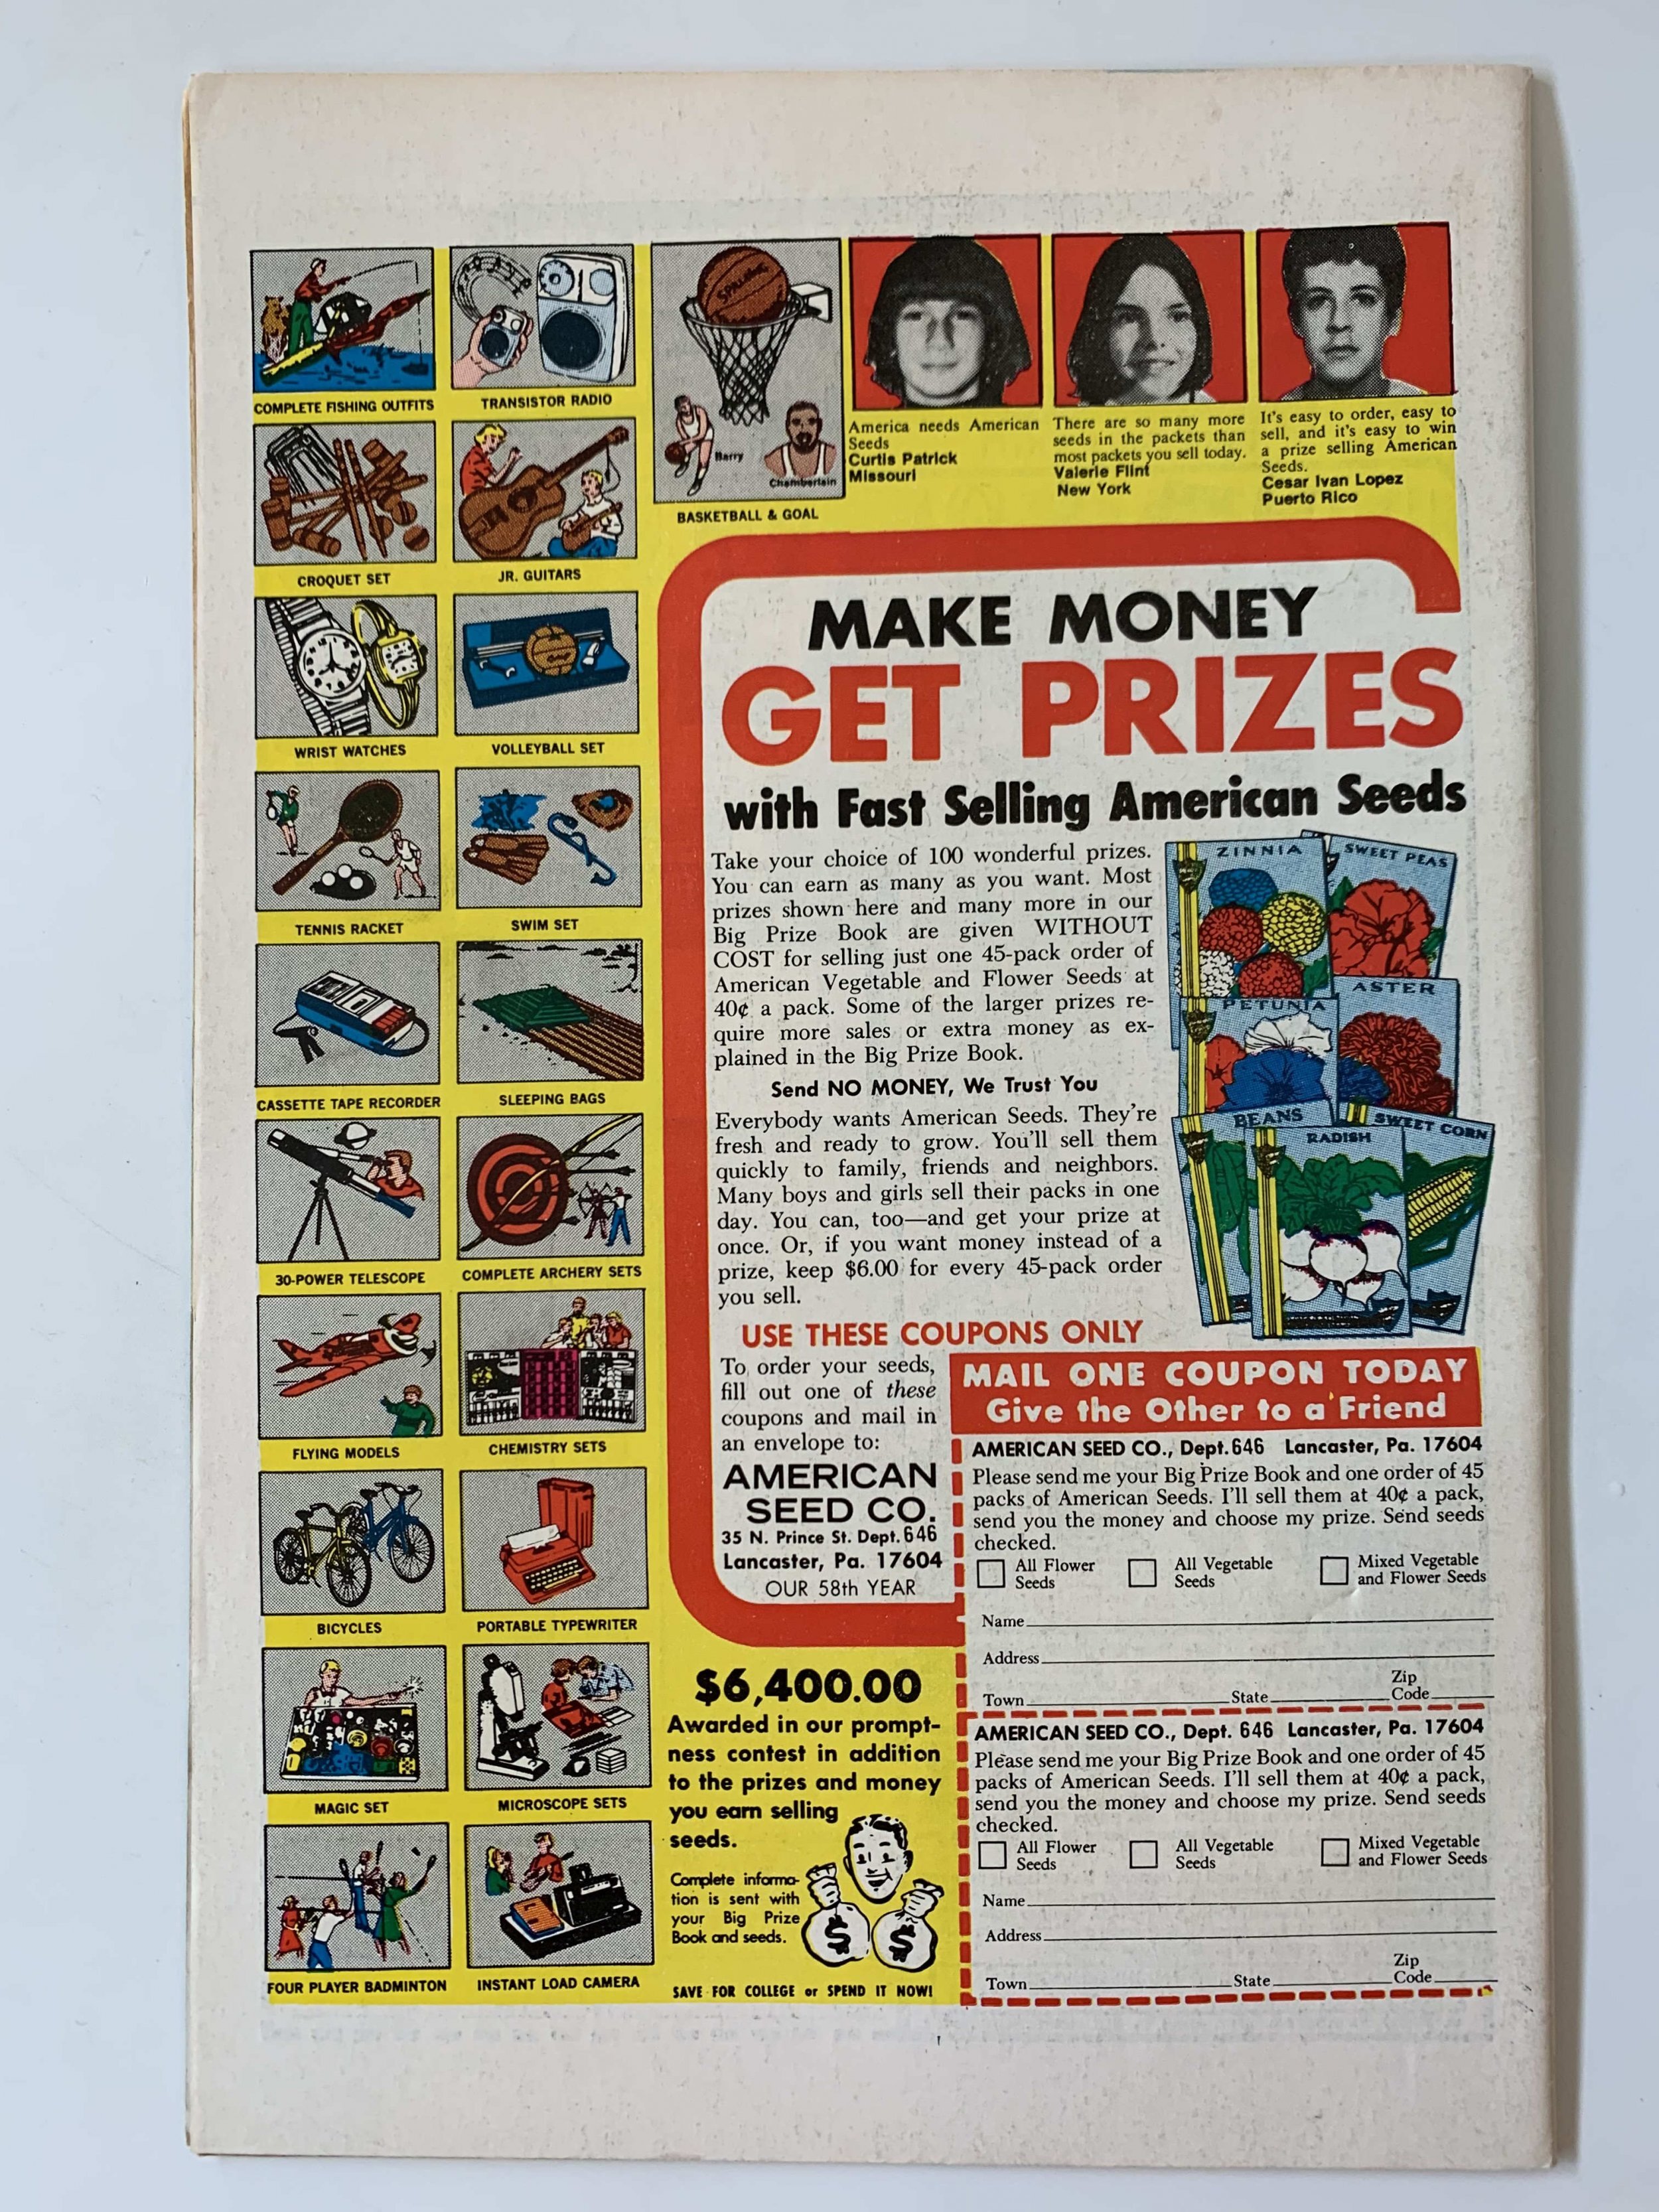 COMPLETE FISHING OUTFITS
TRANSISTOR RADIO
SPALDING
Barry
Chamberlain
BASKETBALL & GOAL
America needs American
Seeds
Curtis Patrick
Missouri
There are so many more
seeds in the packets than
most packets you sell today.
Valerie Flint
New York
It's easy to order, easy to
sell, and it's easy to win
a prize selling American
Seeds.
Cesar Ivan Lopez
Puerto Rico
CROQUET SET
JR. GUITARS
WRIST WATCHES
VOLLEYBALL SET
TENNIS RACKET
SWIM SET
CASSETTE TAPE RECORDER
SLEEPING BAGS
30-POWER TELESCOPE
COMPLETE ARCHERY SETS
FLYING MODELS
CHEMISTRY SETS
BICYCLES
PORTABLE TYPEWRITER
MAGIC SET
MICROSCOPE SETS
FOUR PLAYER BADMINTON
INSTANT LOAD CAMERA
MAKE MONEY
GET PRIZES
with Fast Selling American Seeds
Take your choice of 100 wonderful prizes.
You can earn as many as you want. Most
prizes shown here and many more in our
Big Prize Book are given WITHOUT
COST for selling just one 45-pack order of
American Vegetable and Flower Seeds at
40¢ a pack. Some of the larger prizes re-
quire more sales or extra money as ex-
plained in the Big Prize Book.
Send NO MONEY, We Trust You
Everybody wants American Seeds. They're
fresh and ready to grow. You'll sell them
quickly to family, friends and neighbors.
Many boys and girls sell their packs in one
day. You can, too—and get your prize at
once. Or, if you want money instead of a
prize, keep $6.00 for every 45-pack order
you sell.
ZINNIA
SWEET PEAS
PETUNIA
ASTER
BEANS
RADISH
SWEET CORN
USE THESE COUPONS ONLY
To order your seeds,
fill out one of these
coupons and mail in
an envelope to:
AMERICAN
SEED CO.
35 N. Prince St. Dept. 646
Lancaster, Pa. 17604
OUR 58th YEAR
MAIL ONE COUPON TODAY
Give the Other to a Friend
AMERICAN SEED CO., Dept. 646 Lancaster, Pa. 17604
Please send me your Big Prize Book and one order of 45
packs of American Seeds. I'll sell them at 40¢ a pack,
send you the money and choose my prize. Send seeds
checked.
All Flower
Seeds
All Vegetable
Seeds
Mixed Vegetable
and Flower Seeds
Name
Address
Town State Zip
Code
AMERICAN SEED CO., Dept. 646 Lancaster, Pa. 17604
Please send me your Big Prize Book and one order of 45
packs of American Seeds. I'll sell them at 40¢ a pack,
send you the money and choose my prize. Send seeds
checked.
All Flower
Seeds
All Vegetable
Seeds
Mixed Vegetable
and Flower Seeds
Name
Address
Town State Zip
Code
$6,400.00
Awarded in our prompt-
ness contest in addition
to the prizes and money
you earn selling
seeds.
Complete informa-
tion is sent with
your Big Prize
Book and seeds.
$ $
SAVE FOR COLLEGE or SPEND IT NOW!